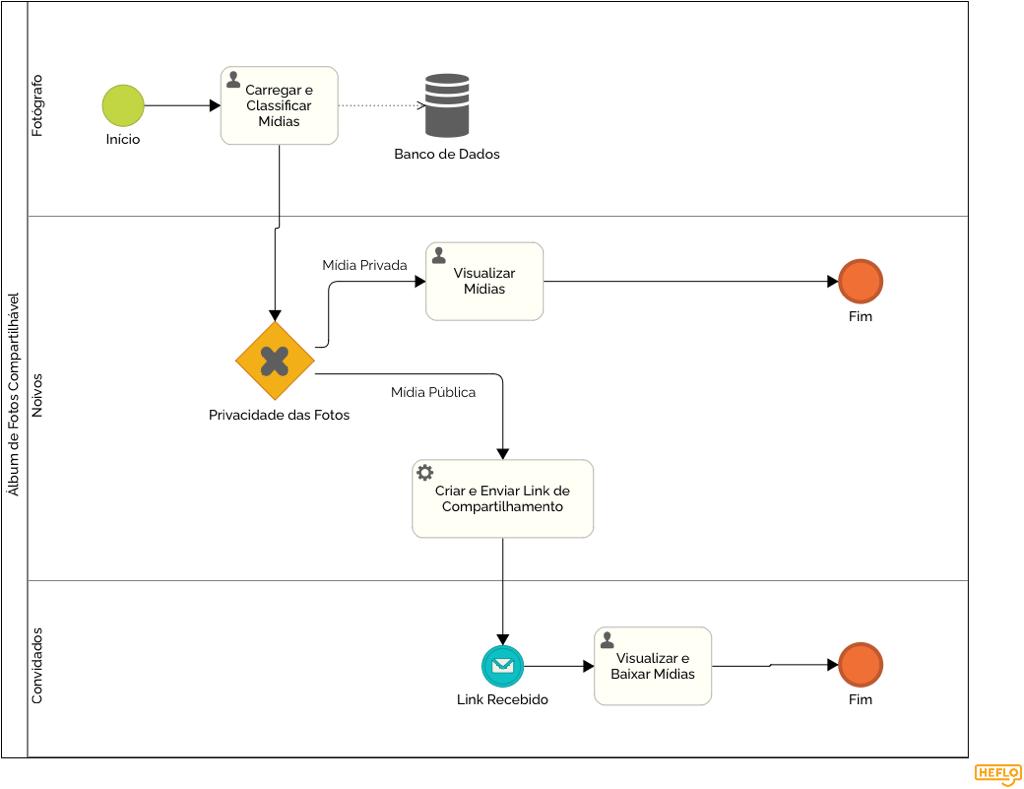 Álbum de Fotos Compartilhável
Fotógrafo
Início
Carregar e
Classificar
Mídias
Banco de Dados
Noivos
Privacidade das Fotos
Mídia Privada
Visualizar
Mídias
Fim
Mídia Pública
Criar e Enviar Link de
Compartilhamento
Convidados
Link Recebido
Visualizar e
Baixar Mídias
Fim
HEFLO